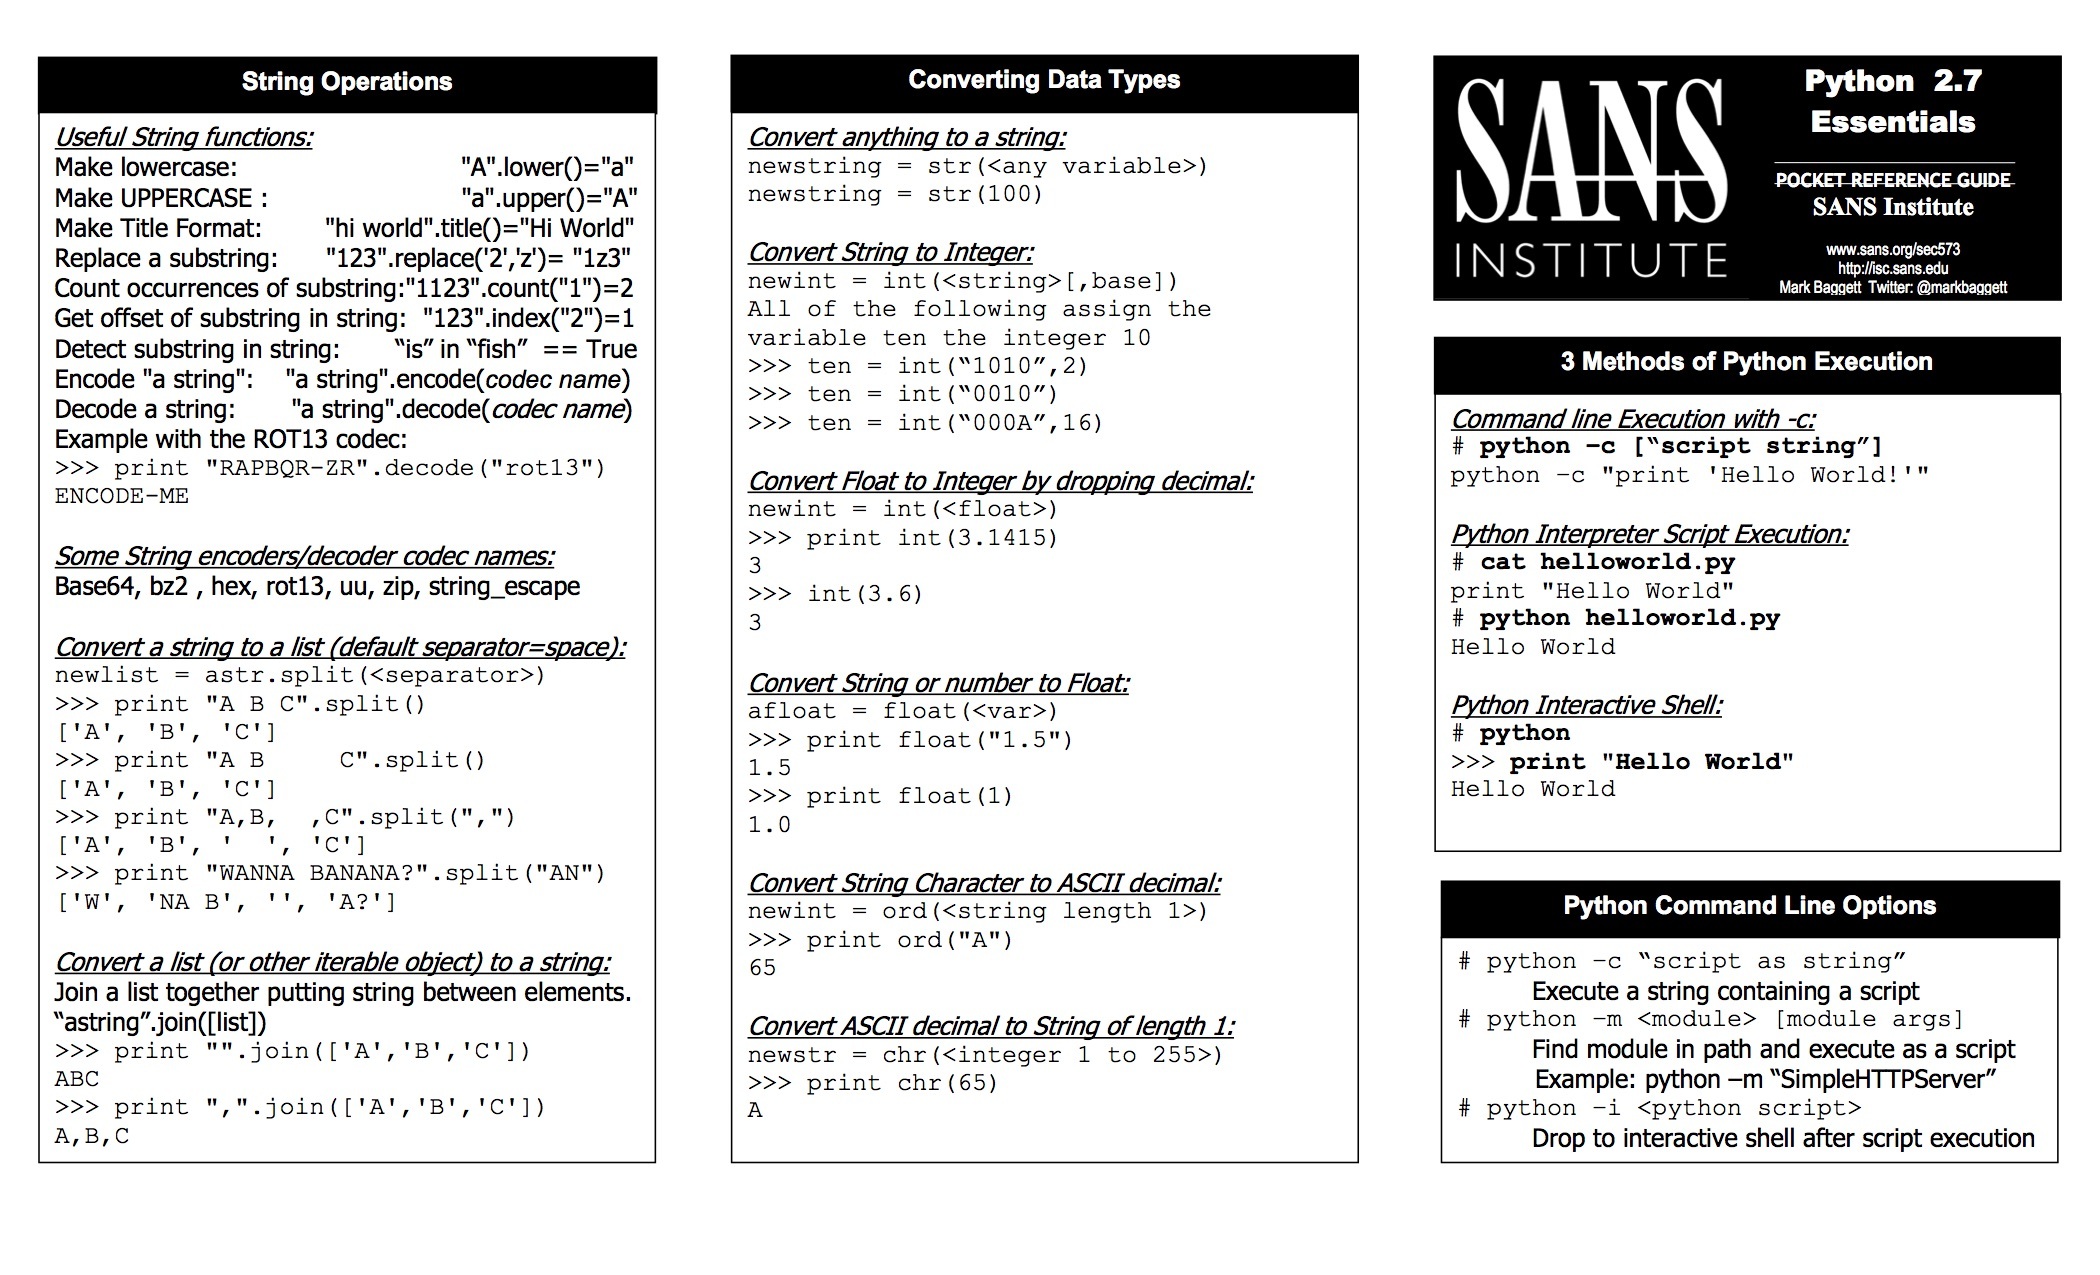 String Operations
Useful String functions:
Make lowercase: "A".lower()="a"
Make UPPERCASE : "a".upper()="A"
Make Title Format: "hi world".title()="Hi World"
Replace a substring: "123".replace('2','z')= "1z3"
Count occurrences of substring:"1123".count("1")=2
Get offset of substring in string: "123".index("2")=1
Detect substring in string: “is” in “fish” == True
Encode "a string": "a string".encode(codec name)
Decode a string: "a string".decode(codec name)
Example with the ROT13 codec:
>>> print "RAPBQR-ZR".decode("rot13")
ENCODE-ME
Some String encoders/decoder codec names:
Base64, bz2 , hex, rot13, uu, zip, string_escape
Convert a string to a list (default separator=space):
newlist = astr.split(<separator>)
>>> print "A B C".split()
['A', 'B', 'C']
>>> print "A B     C".split()
['A', 'B', 'C']
>>> print "A,B,  ,C".split(",")
['A', 'B', '  ', 'C']
>>> print "WANNA BANANA?".split("AN")
['W', 'NA B', '', 'A?']
Convert a list (or other iterable object) to a string:
Join a list together putting string between elements.
“astring”.join([list])
>>> print "".join(['A','B','C'])
ABC
>>> print ",".join(['A','B','C'])
A,B,C
Converting Data Types
Convert anything to a string:
newstring = str(<any variable>)
newstring = str(100)
Convert String to Integer:
newint = int(<string>[,base])
All of the following assign the
variable ten the integer 10
>>> ten = int(“1010”,2)
>>> ten = int(“0010”)
>>> ten = int(“000A”,16)
Convert Float to Integer by dropping decimal:
newint = int(<float>)
>>> print int(3.1415)
3
>>> int(3.6)
3
Convert String or number to Float:
afloat = float(<var>)
>>> print float("1.5")
1.5
>>> print float(1)
1.0
Convert String Character to ASCII decimal:
newint = ord(<string length 1>)
>>> print ord("A")
65
Convert ASCII decimal to String of length 1:
newstr = chr(<integer 1 to 255>)
>>> print chr(65)
A
SANS
INSTITUTE
Python 2.7
Essentials
POCKET REFERENCE GUIDE
SANS Institute
www.sans.org/sec573
http://isc.sans.edu
Mark Baggett Twitter: @markbaggett
3 Methods of Python Execution
Command line Execution with -c:
# python –c [“script string”]
python –c "print 'Hello World!'"
Python Interpreter Script Execution:
# cat helloworld.py
print "Hello World"
# python helloworld.py
Hello World
Python Interactive Shell:
# python
>>> print "Hello World"
Hello World
Python Command Line Options
# python –c “script as string”
Execute a string containing a script
# python –m <module> [module args]
Find module in path and execute as a script
Example: python –m “SimpleHTTPServer”
# python –i <python script>
Drop to interactive shell after script execution